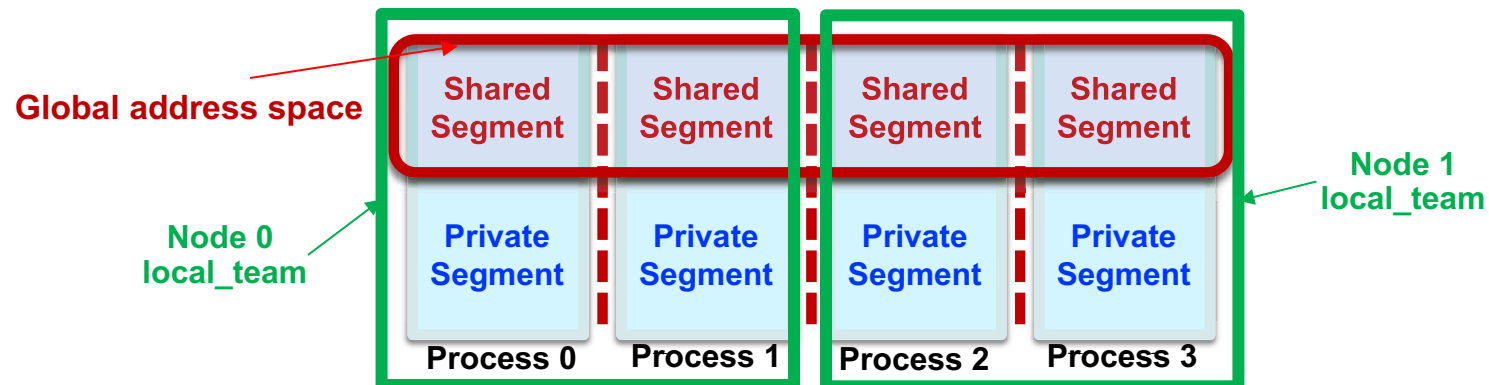 Global address space
Shared
Segment
Shared
Segment
Shared
Segment
Shared
Segment
Node 0
local_team
Node 1
local_team
Private
Segment
Private
Segment
Private
Segment
Private
Segment
Process 0
Process 1
Process 2
Process 3